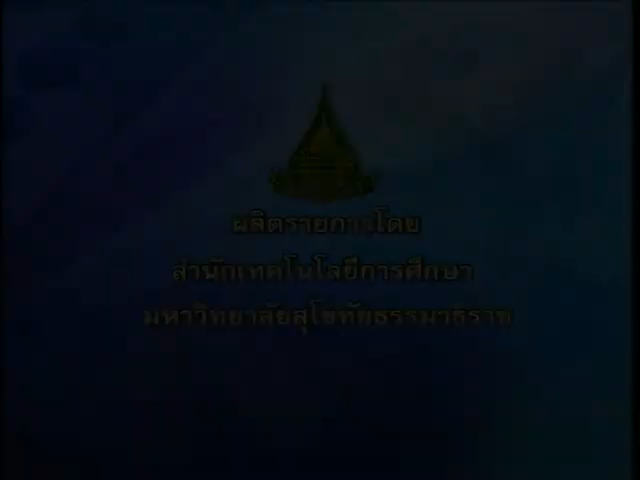 ผลิตรายการโดย
สำนักเทคโนโลยีการศึกษา
มหาวิทยาลัยสุโขทัยธรรมาธิราช